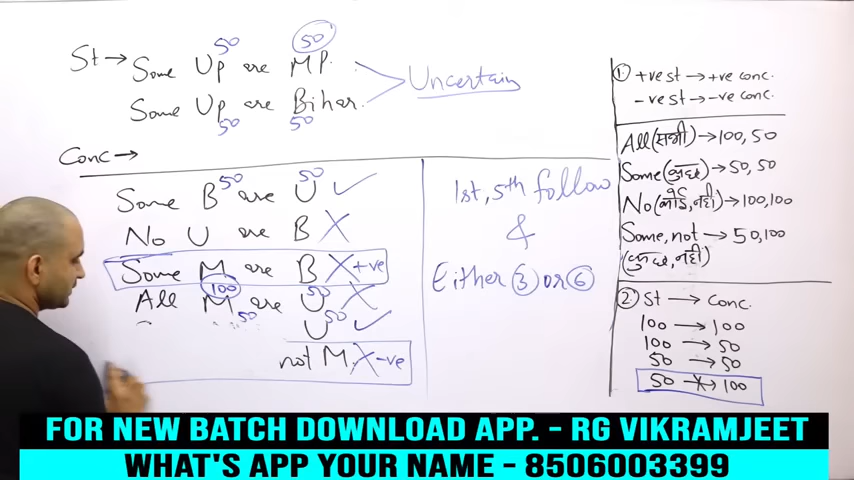 50 50
St → Some Up are MP.
Uncertain
Some Up are Bihar.
50 50
Conc →
50 50
Some B are U ✓
No U are B X
Some M are B X +ve
100 50
All M are U X
50 50
U ✓
not M X -ve
1st, 5th follow
&
Either 3 or 6
1. +ve st → +ve conc.
-ve st → -ve conc.
All (सभी) → 100, 50
Some (कुछ) → 50, 50
No (कोई, नहीं) → 100, 100
Some, not → 50, 100
(कुछ, नहीं)
2. St → Conc.
100 → 100
100 → 50
50 → 50
50 -X→ 100
FOR NEW BATCH DOWNLOAD APP. - RG VIKRAMJEET
WHAT'S APP YOUR NAME - 8506003399